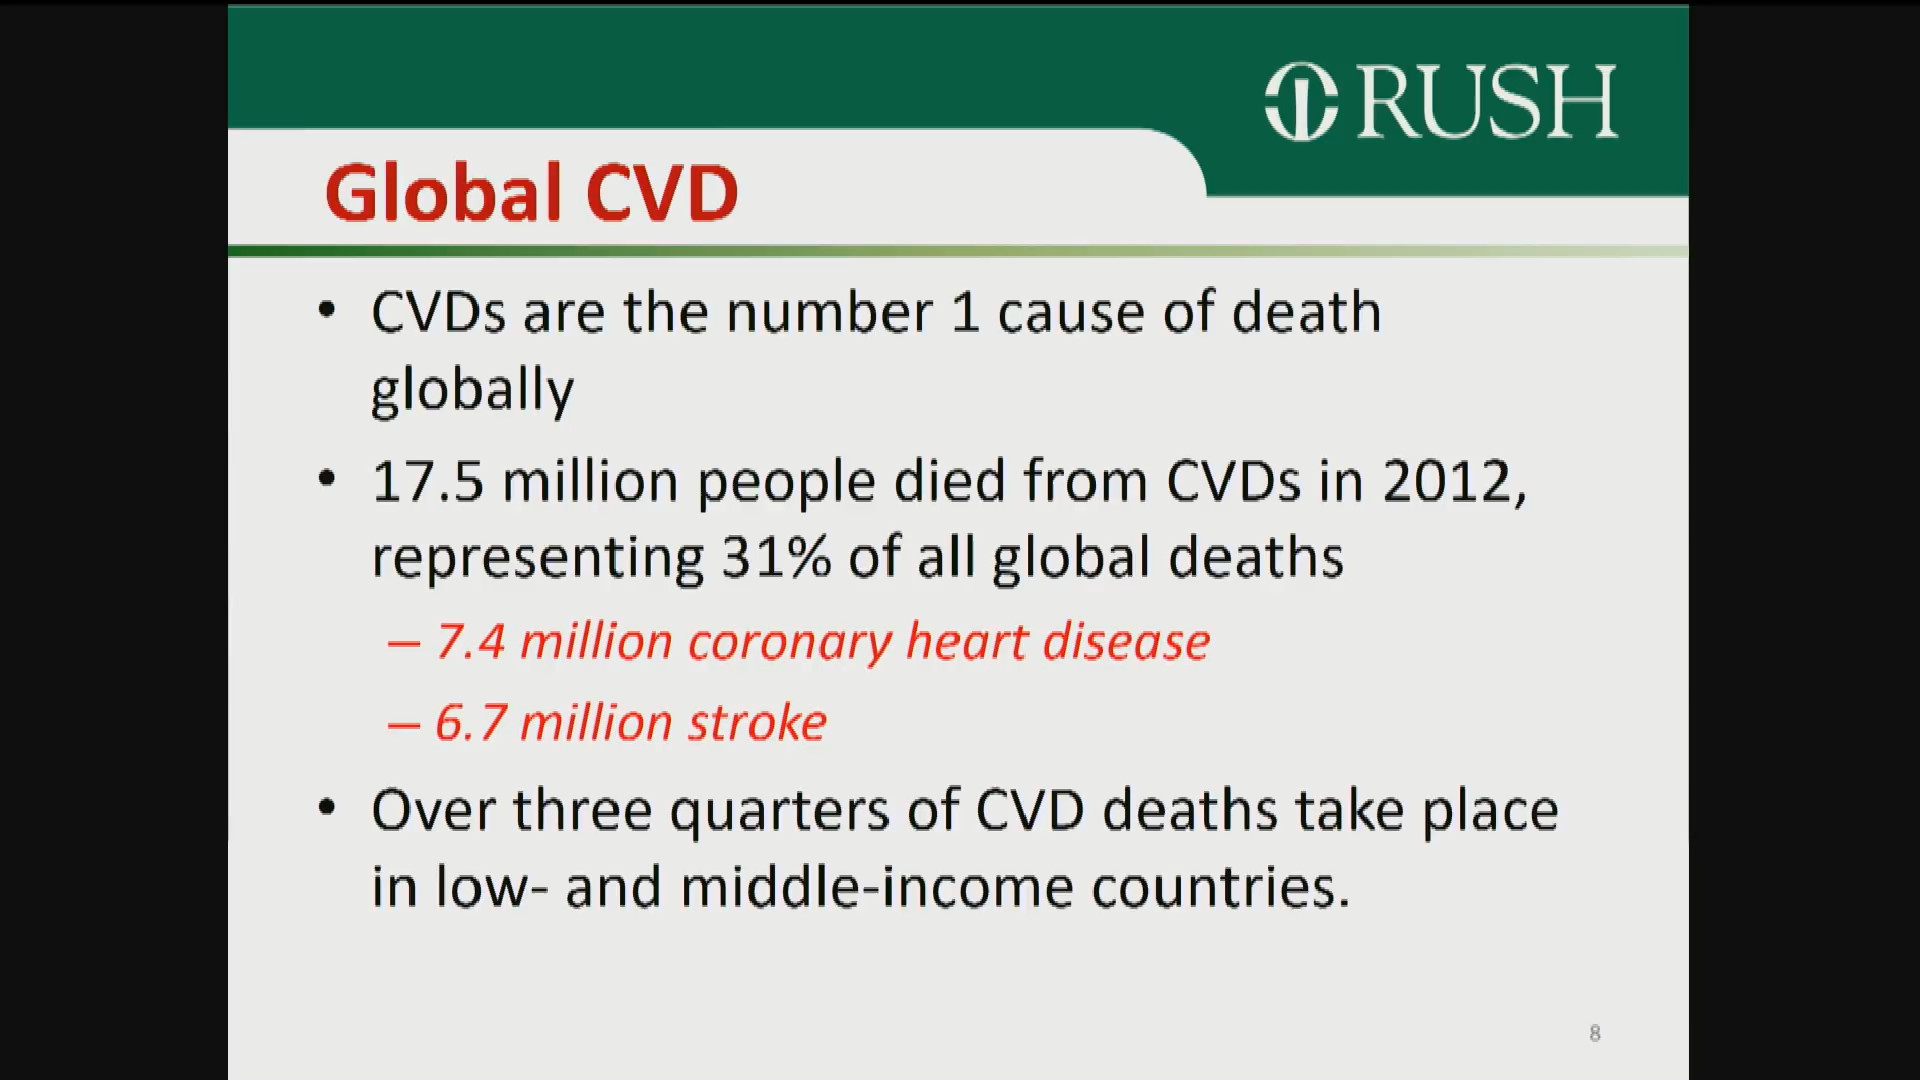 RUSH
Global CVD
• CVDs are the number 1 cause of death
globally
• 17.5 million people died from CVDs in 2012,
representing 31% of all global deaths
– 7.4 million coronary heart disease
– 6.7 million stroke
• Over three quarters of CVD deaths take place
in low- and middle-income countries.
8